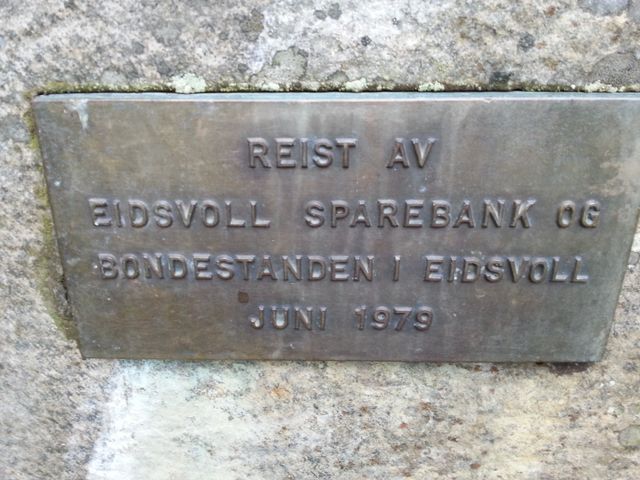 REIST AV
EIDSVOLL SPAREBANK OG
BONDESTANDEN I EIDSVOLL
JUNI 1979